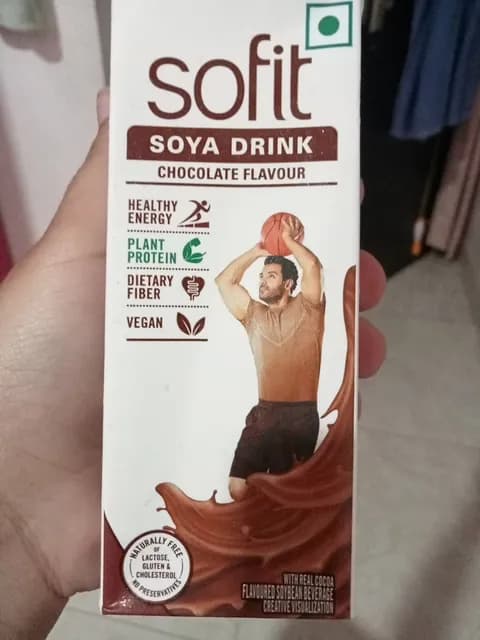 sofit
SOYA DRINK
CHOCOLATE FLAVOUR
HEALTHY
ENERGY
PLANT
PROTEIN
DIETARY
FIBER
VEGAN
NATURALLY FREE
OF
LACTOSE,
GLUTEN &
CHOLESTEROL
NO PRESERVATIVES
WITH REAL COCOA
FLAVOURED SOYBEAN BEVERAGE
CREATIVE VISUALIZATION